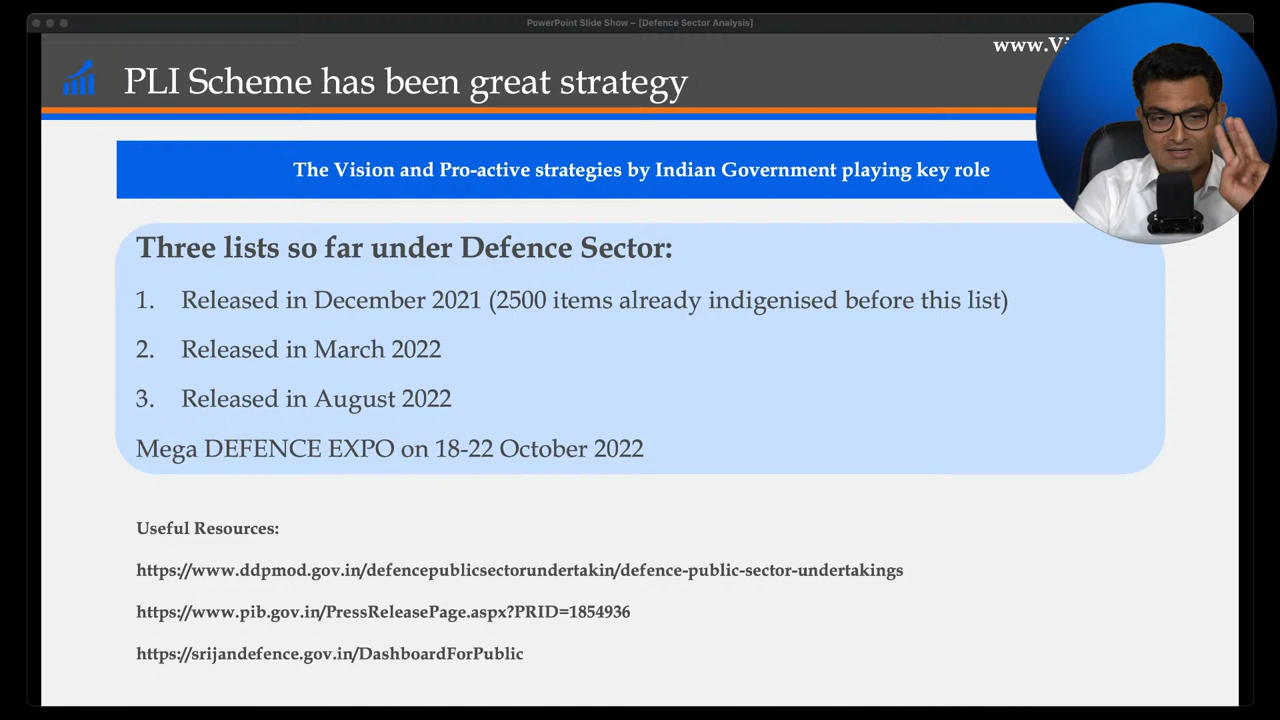 PowerPoint Slide Show – [Defence Sector Analysis]
www.Vi
PLI Scheme has been great strategy
The Vision and Pro-active strategies by Indian Government playing key role
Three lists so far under Defence Sector:
1. Released in December 2021 (2500 items already indigenised before this list)
2. Released in March 2022
3. Released in August 2022
Mega DEFENCE EXPO on 18-22 October 2022
Useful Resources:
https://www.ddpmod.gov.in/defencepublicsectorundertakin/defence-public-sector-undertakings
https://www.pib.gov.in/PressReleasePage.aspx?PRID=1854936
https://srijandefence.gov.in/DashboardForPublic